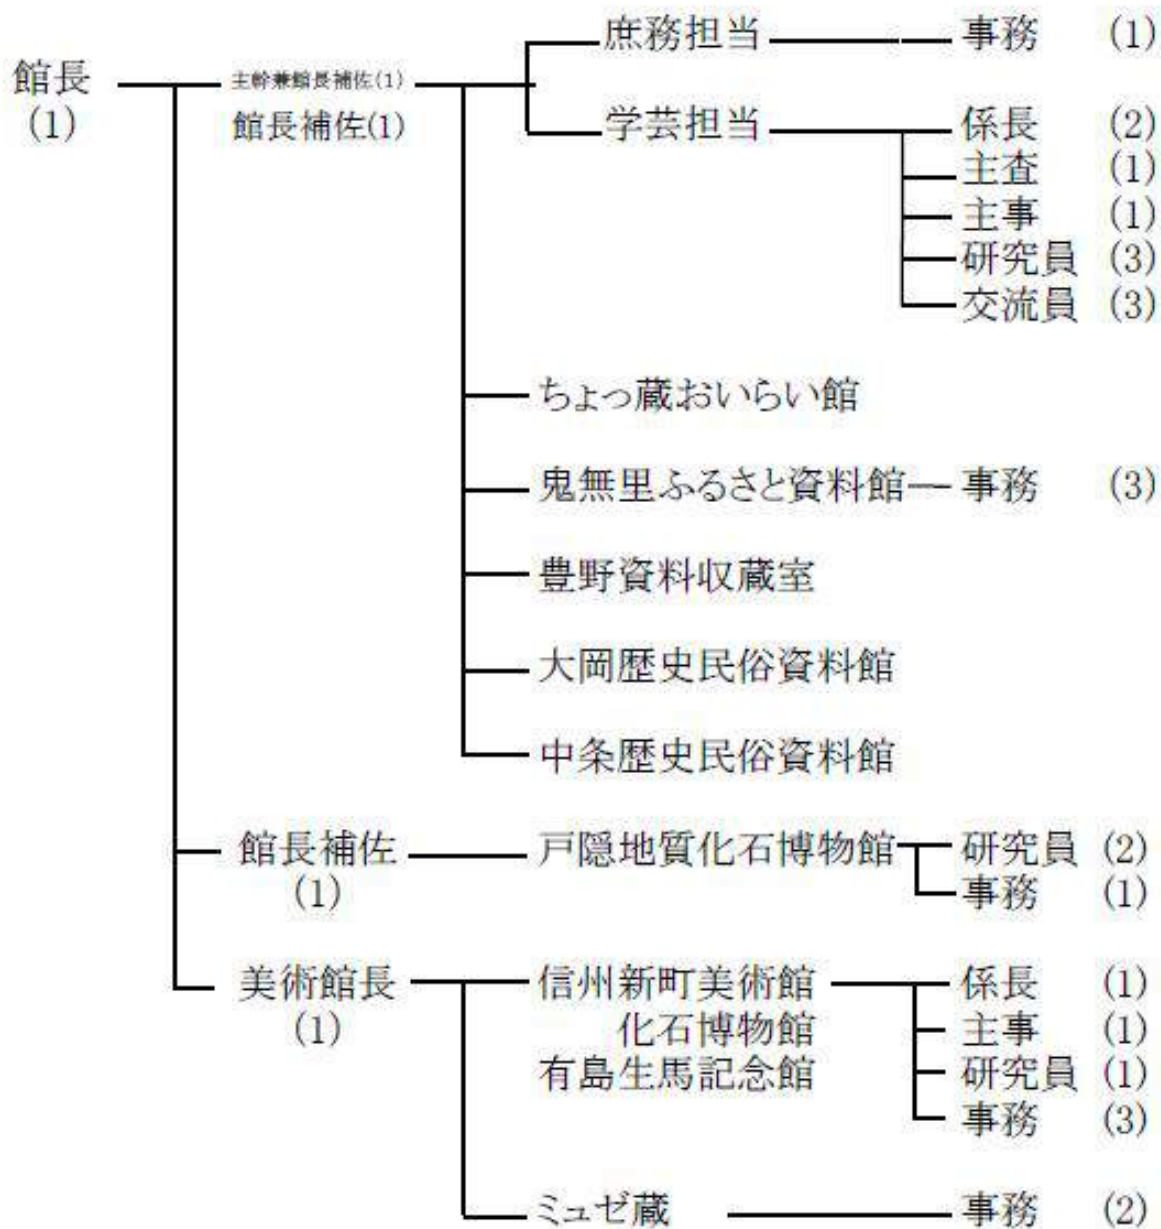 庶務担当 事務 (1)
館長 主幹兼館長補佐(1)
(1) 館長補佐(1) 学芸担当 係長 (2)
主査 (1)
主事 (1)
研究員 (3)
交流員 (3)
ちょっ蔵おいらい館
鬼無里ふるさと資料館 事務 (3)
豊野資料収蔵室
大岡歴史民俗資料館
中条歴史民俗資料館
館長補佐 戸隠地質化石博物館 研究員 (2)
(1) 事務 (1)
美術館長 信州新町美術館 係長 (1)
(1) 化石博物館 主事 (1)
有島生馬記念館 研究員 (1)
事務 (3)
ミュゼ蔵 事務 (2)